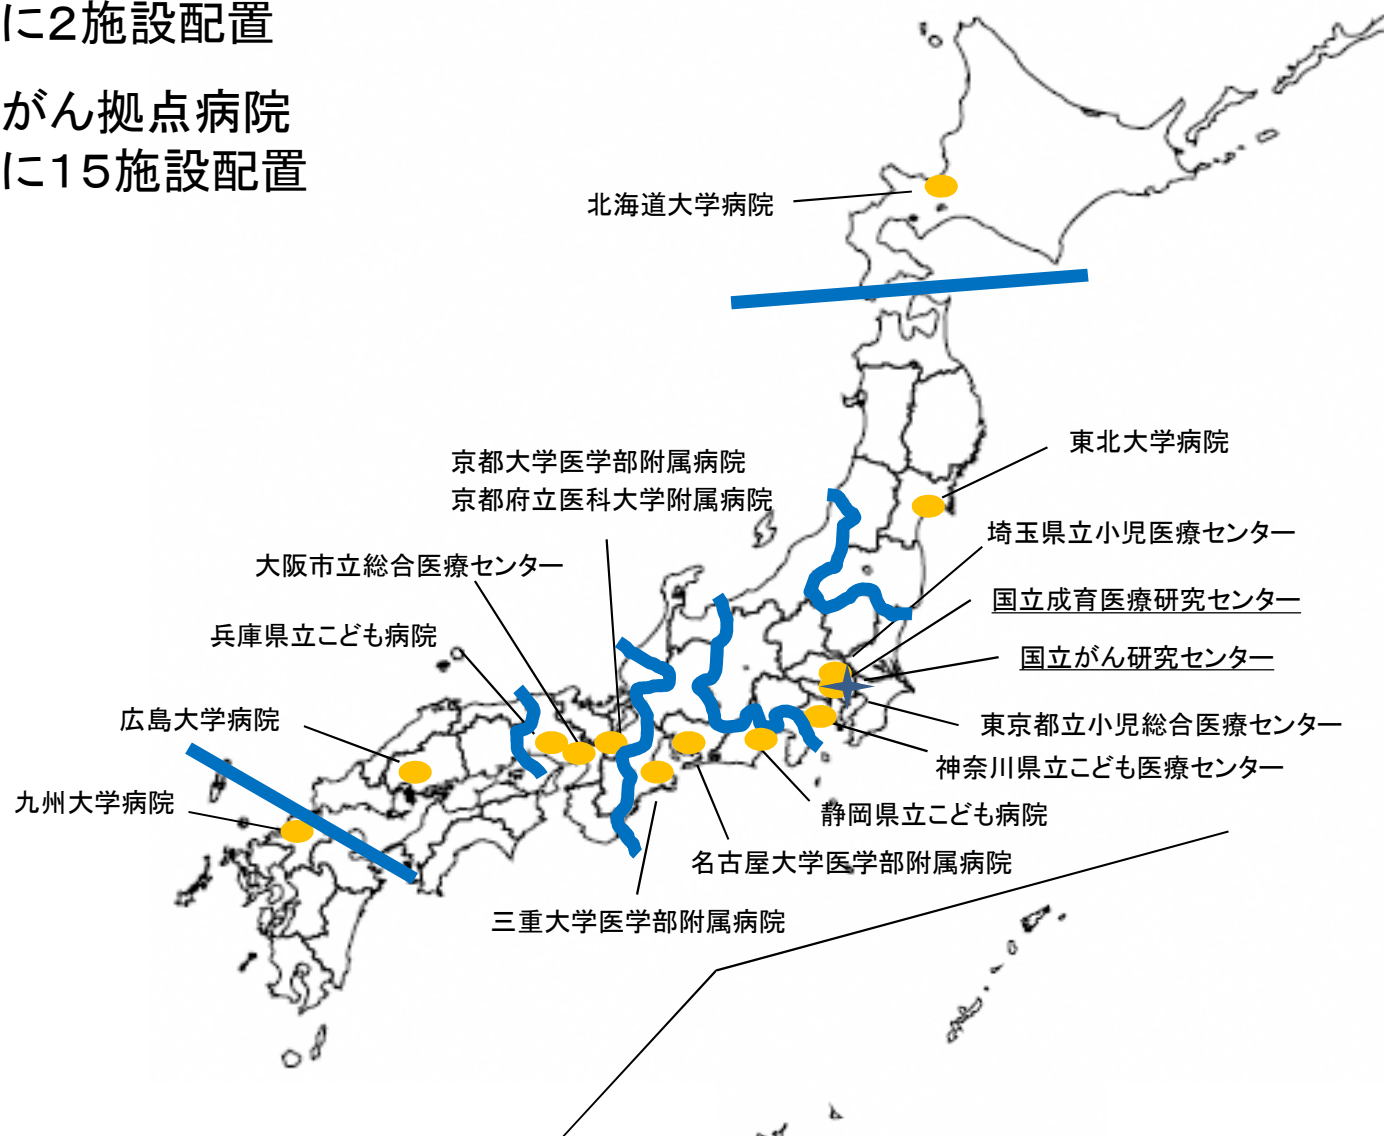 に2施設配置
がん拠点病院
に15施設配置
北海道大学病院
東北大学病院
京都大学医学部附属病院
京都府立医科大学附属病院
埼玉県立小児医療センター
大阪市立総合医療センター
国立成育医療研究センター
兵庫県立こども病院
国立がん研究センター
広島大学病院
東京都立小児総合医療センター
神奈川県立こども医療センター
九州大学病院
静岡県立こども病院
名古屋大学医学部附属病院
三重大学医学部附属病院